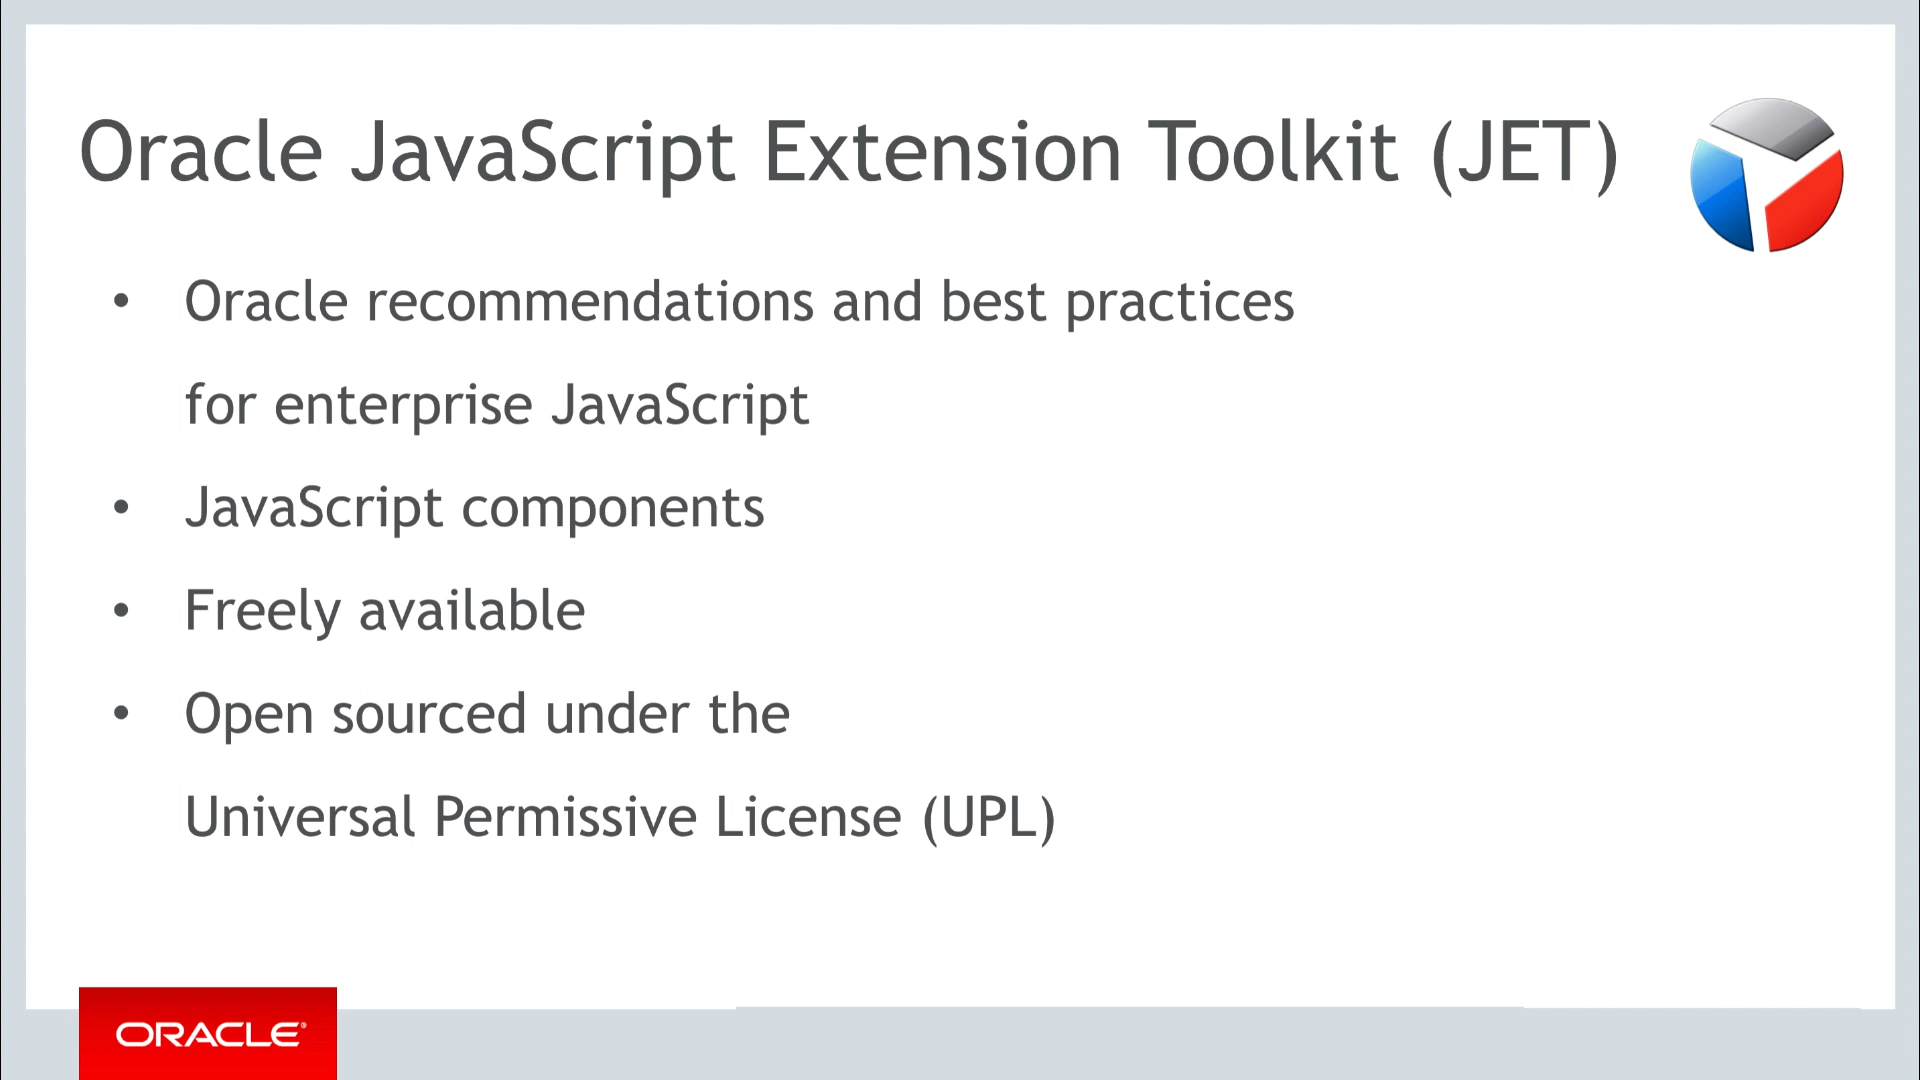 Oracle JavaScript Extension Toolkit (JET)
• Oracle recommendations and best practices
for enterprise JavaScript
• JavaScript components
• Freely available
• Open sourced under the
Universal Permissive License (UPL)
ORACLE®